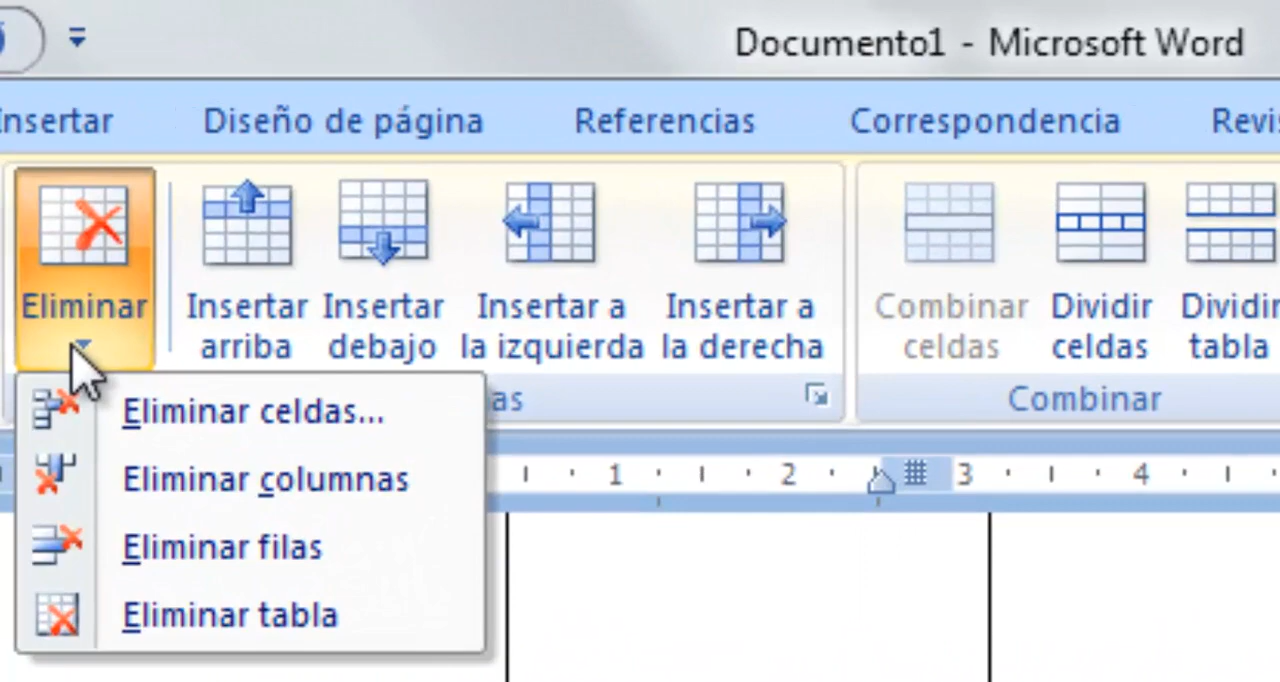 Documento1 - Microsoft Word
Insertar Diseño de página Referencias Correspondencia
Eliminar
Insertar arriba
Insertar debajo
Insertar a la izquierda
Insertar a la derecha
Combinar celdas
Dividir celdas
Dividir tabla
as Combinar
Eliminar celdas...
Eliminar columnas
Eliminar filas
Eliminar tabla
1 2 3 4